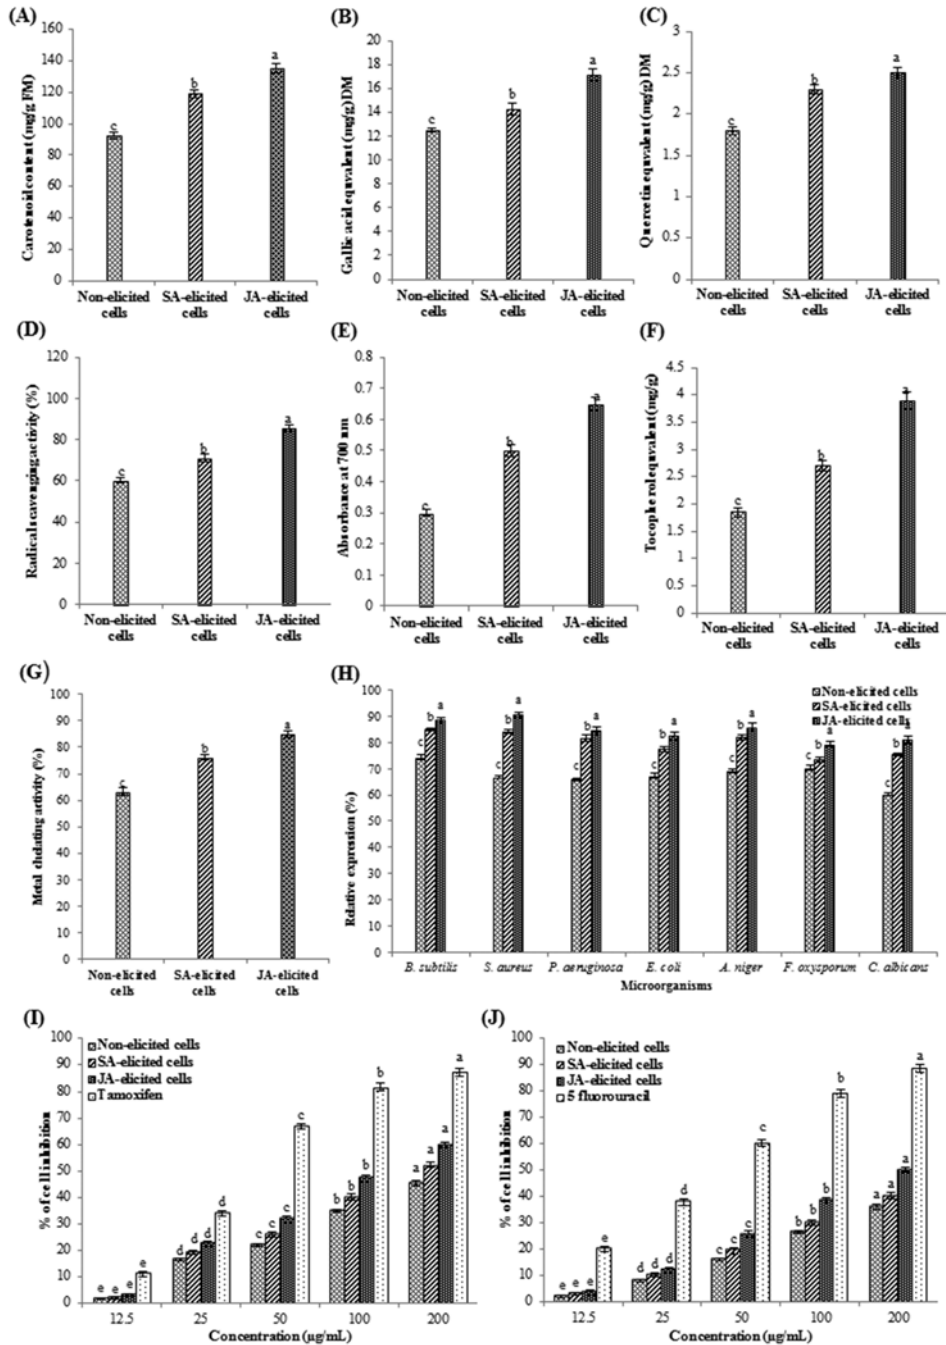 (A)
Carotenoid content (mg/g FM)
160
140
120
100
80
60
40
20
0
c
b
a
Non-elicited cells
SA-elicited cells
JA-elicited cells
(B)
Gallic acid equvalent (mg/g) DM
20
18
16
14
12
10
8
6
4
2
0
c
b
a
Non-elicited cells
SA-elicited cells
JA-elicited cells
(C)
Quercetin equvalent (mg/g) DM
3
2.5
2
1.5
1
0.5
0
c
b
a
Non-elicited cells
SA-elicited cells
JA-elicited cells
(D)
Radical scavenging activity (%)
120
100
80
60
40
20
0
c
b
a
Non-elicited cells
SA-elicited cells
JA-elicited cells
(E)
Absorbance at 700 nm
0.8
0.7
0.6
0.5
0.4
0.3
0.2
0.1
0
c
b
a
Non-elicited cells
SA-elicited cells
JA-elicited cells
(F)
Tocopherol equvalent (mg/g)
4.5
4
3.5
3
2.5
2
1.5
1
0.5
0
c
b
a
Non-elicited cells
SA-elicited cells
JA-elicited cells
(G)
Metal chelating artivity (%)
100
90
80
70
60
50
40
30
20
10
0
c
b
a
Non-elicited cells
SA-elicited cells
JA-elicited cells
(H)
Relative expression (%)
100
90
80
70
60
50
40
30
20
10
0
Non-elicited cells
SA-elicited cells
JA-elicited cells
c b a
c b a
c b a
c b a
c b a
c b a
c b a
B. subtilis
S. aureus
P. aeruginosa
E. coli
A. niger
F. oxysporum
C. albicans
Microorganisms
(I)
% of cell inhibition
100
90
80
70
60
50
40
30
20
10
0
Non-elicited cells
SA-elicited cells
JA-elicited cells
Tamoxifen
e e e e
d d d d
c c c c
b b b b
a a a a
12.5
25
50
100
200
Concentration (µg/mL)
(J)
% of cell inhibition
100
90
80
70
60
50
40
30
20
10
0
Non-elicited cells
SA-elicited cells
JA-elicited cells
5 fluorouracil
e e e e
d d d d
c c c c
b b b b
a a a a
12.5
25
50
100
200
Concentration (µg/mL)